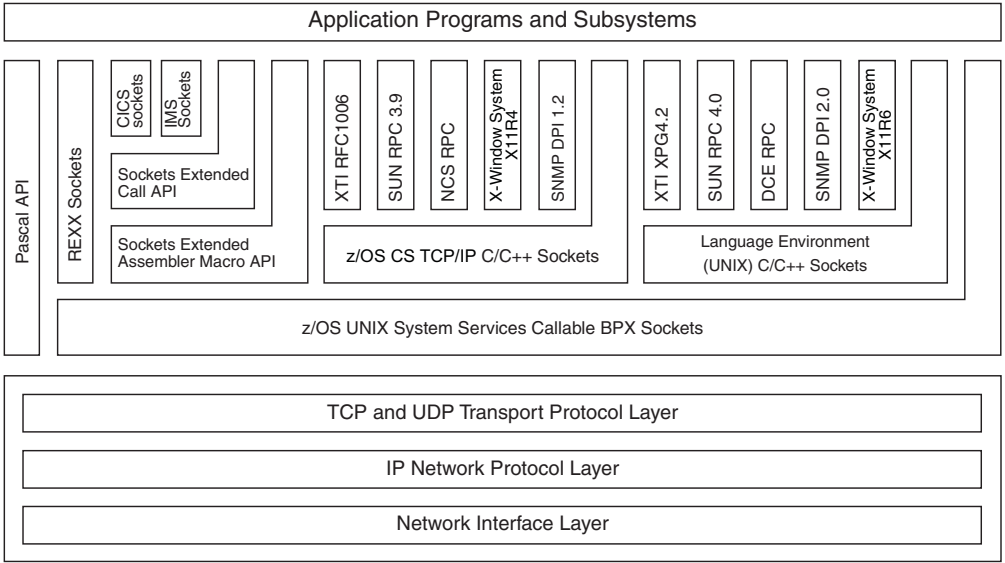 Application Programs and Subsystems
Pascal API
REXX Sockets
CICS
sockets
IMS
Sockets
Sockets Extended
Call API
Sockets Extended
Assembler Macro API
XTI RFC1006
SUN RPC 3.9
NCS RPC
X-Window System
X11R4
SNMP DPI 1.2
z/OS CS TCP/IP C/C++ Sockets
XTI XPG4.2
SUN RPC 4.0
DCE RPC
SNMP DPI 2.0
X-Window System
X11R6
Language Environment
(UNIX) C/C++ Sockets
z/OS UNIX System Services Callable BPX Sockets
TCP and UDP Transport Protocol Layer
IP Network Protocol Layer
Network Interface Layer